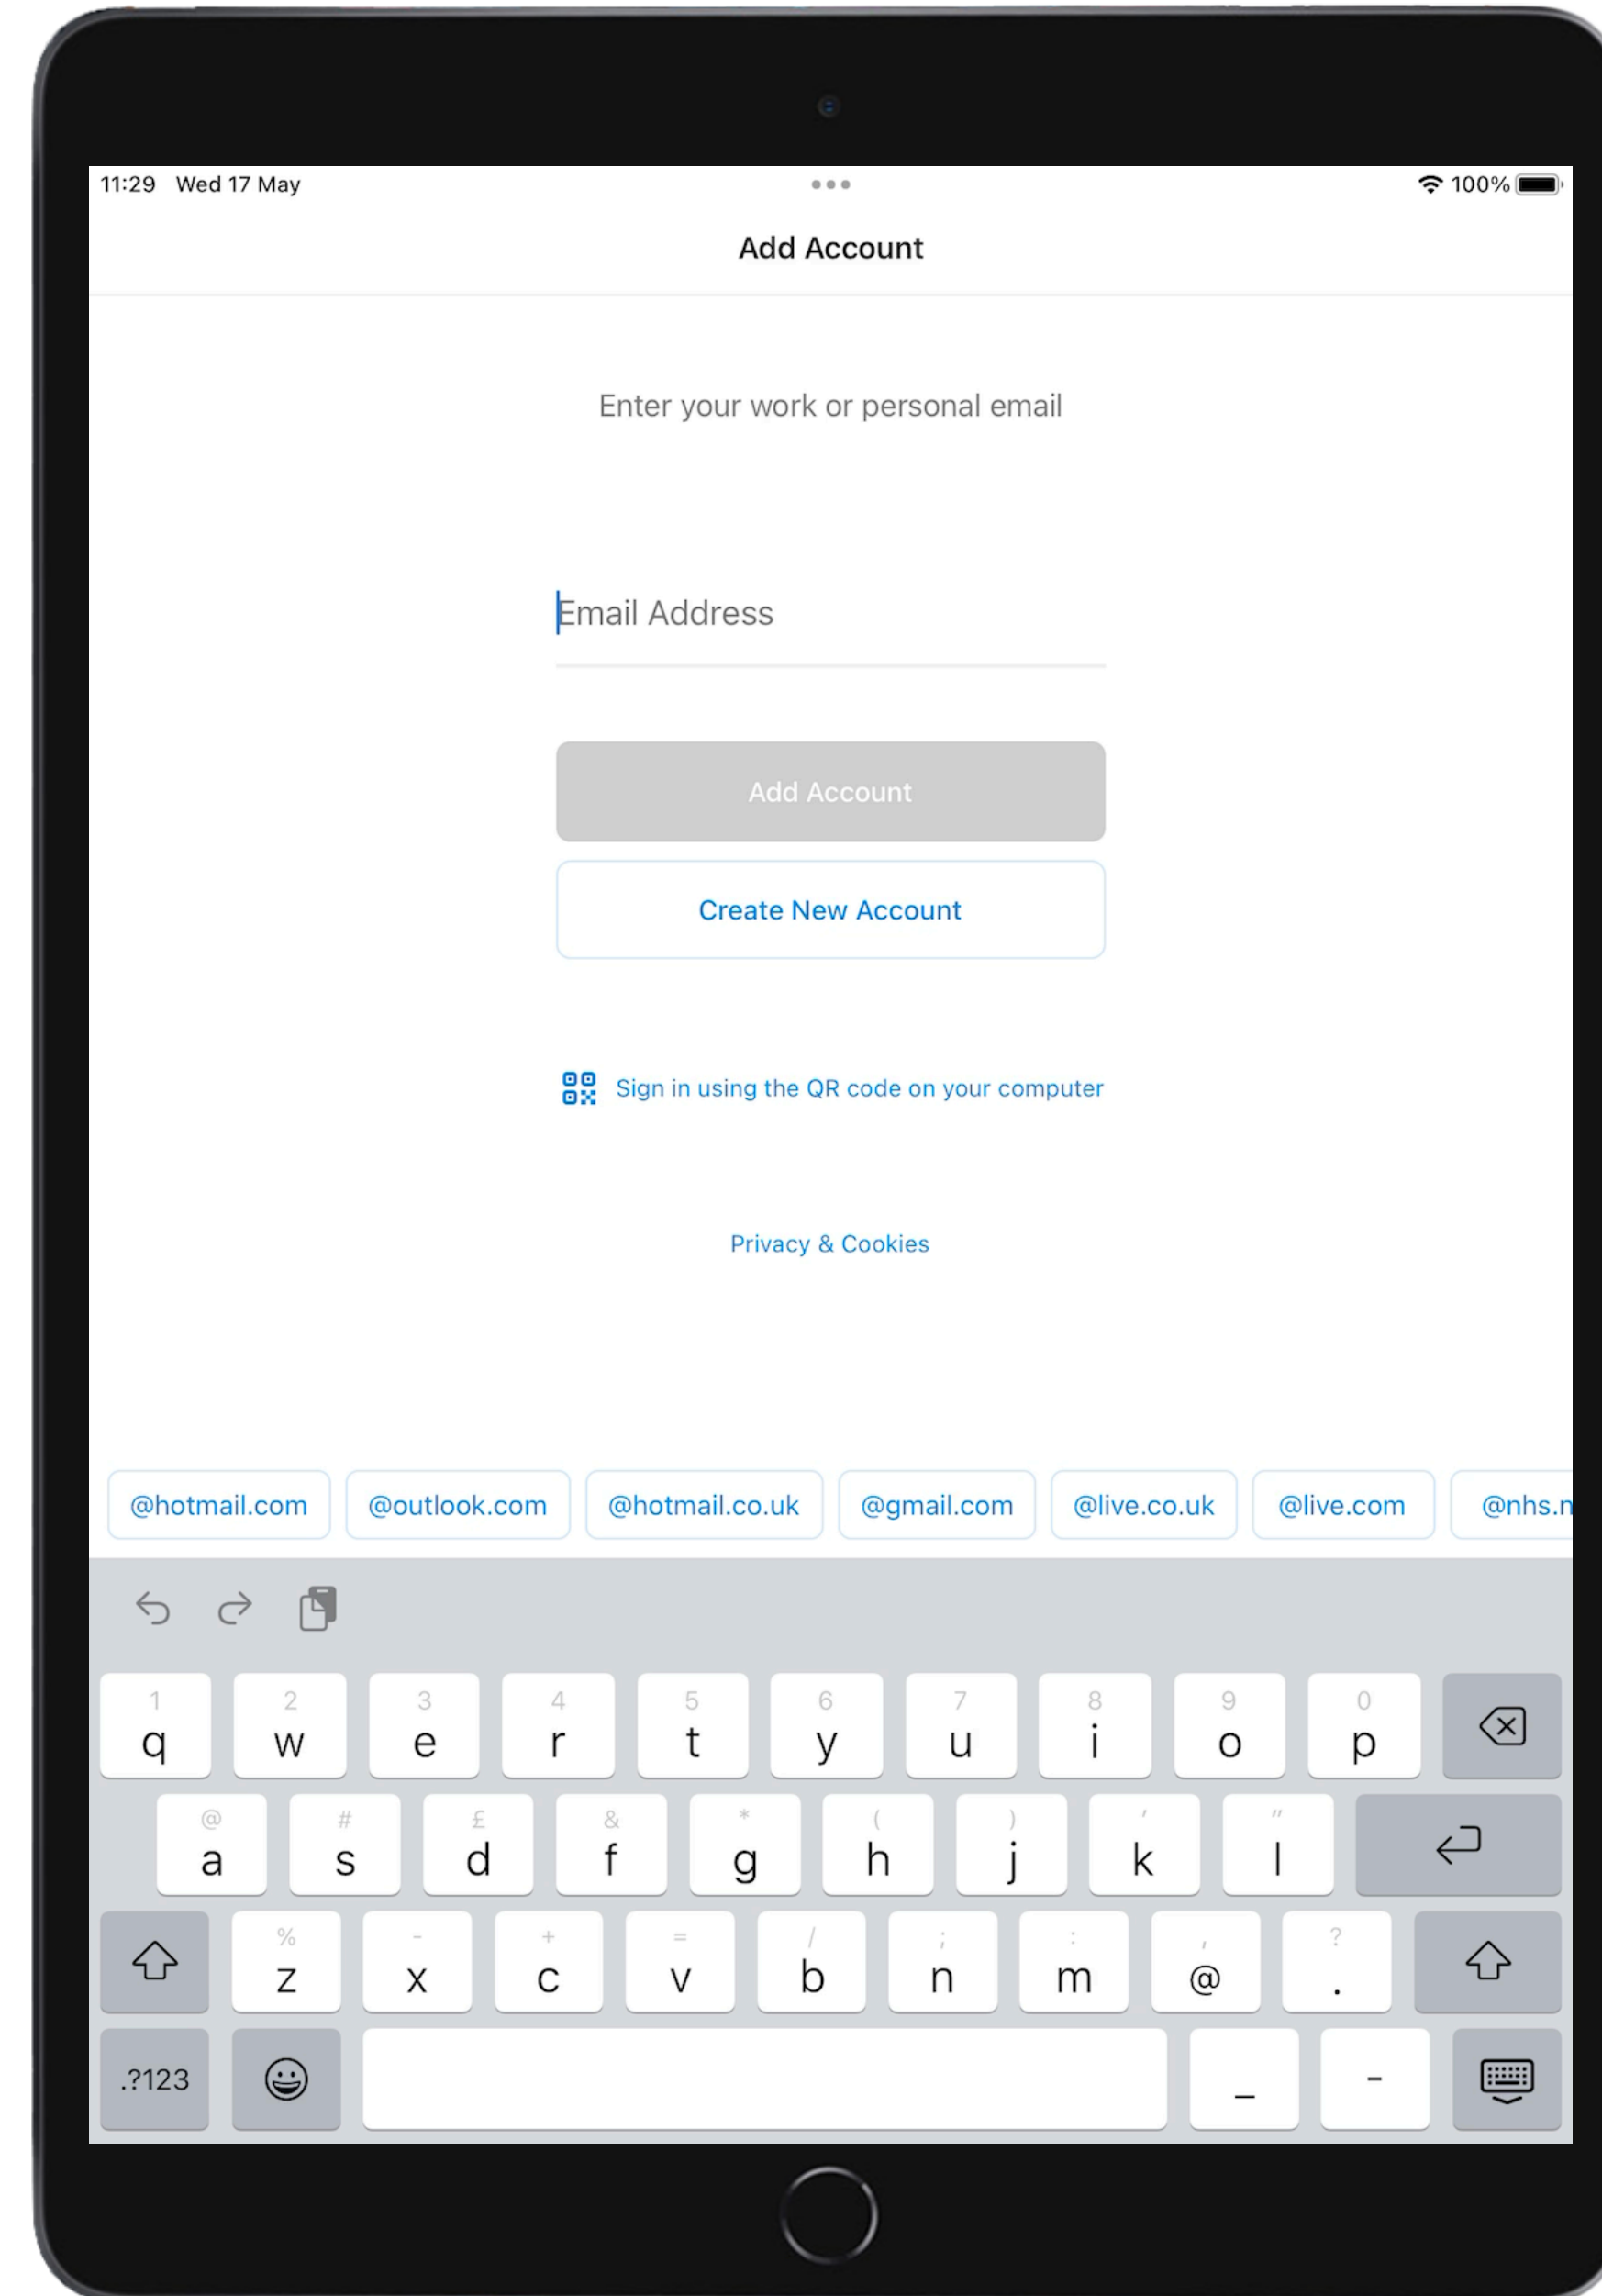 11:29 Wed 17 May
100%
Add Account
Enter your work or personal email
Email Address
Add Account
Create New Account
Sign in using the QR code on your computer
Privacy & Cookies
@hotmail.com @outlook.com @hotmail.co.uk @gmail.com @live.co.uk @live.com @nhs.n
1 2 3 4 5 6 7 8 9 0
q w e r t y u i o p
@ # £ & * ( ) ' "
a s d f g h j k l
% - + = / ; : , ?
z x c v b n m @ .
.?123 _ -